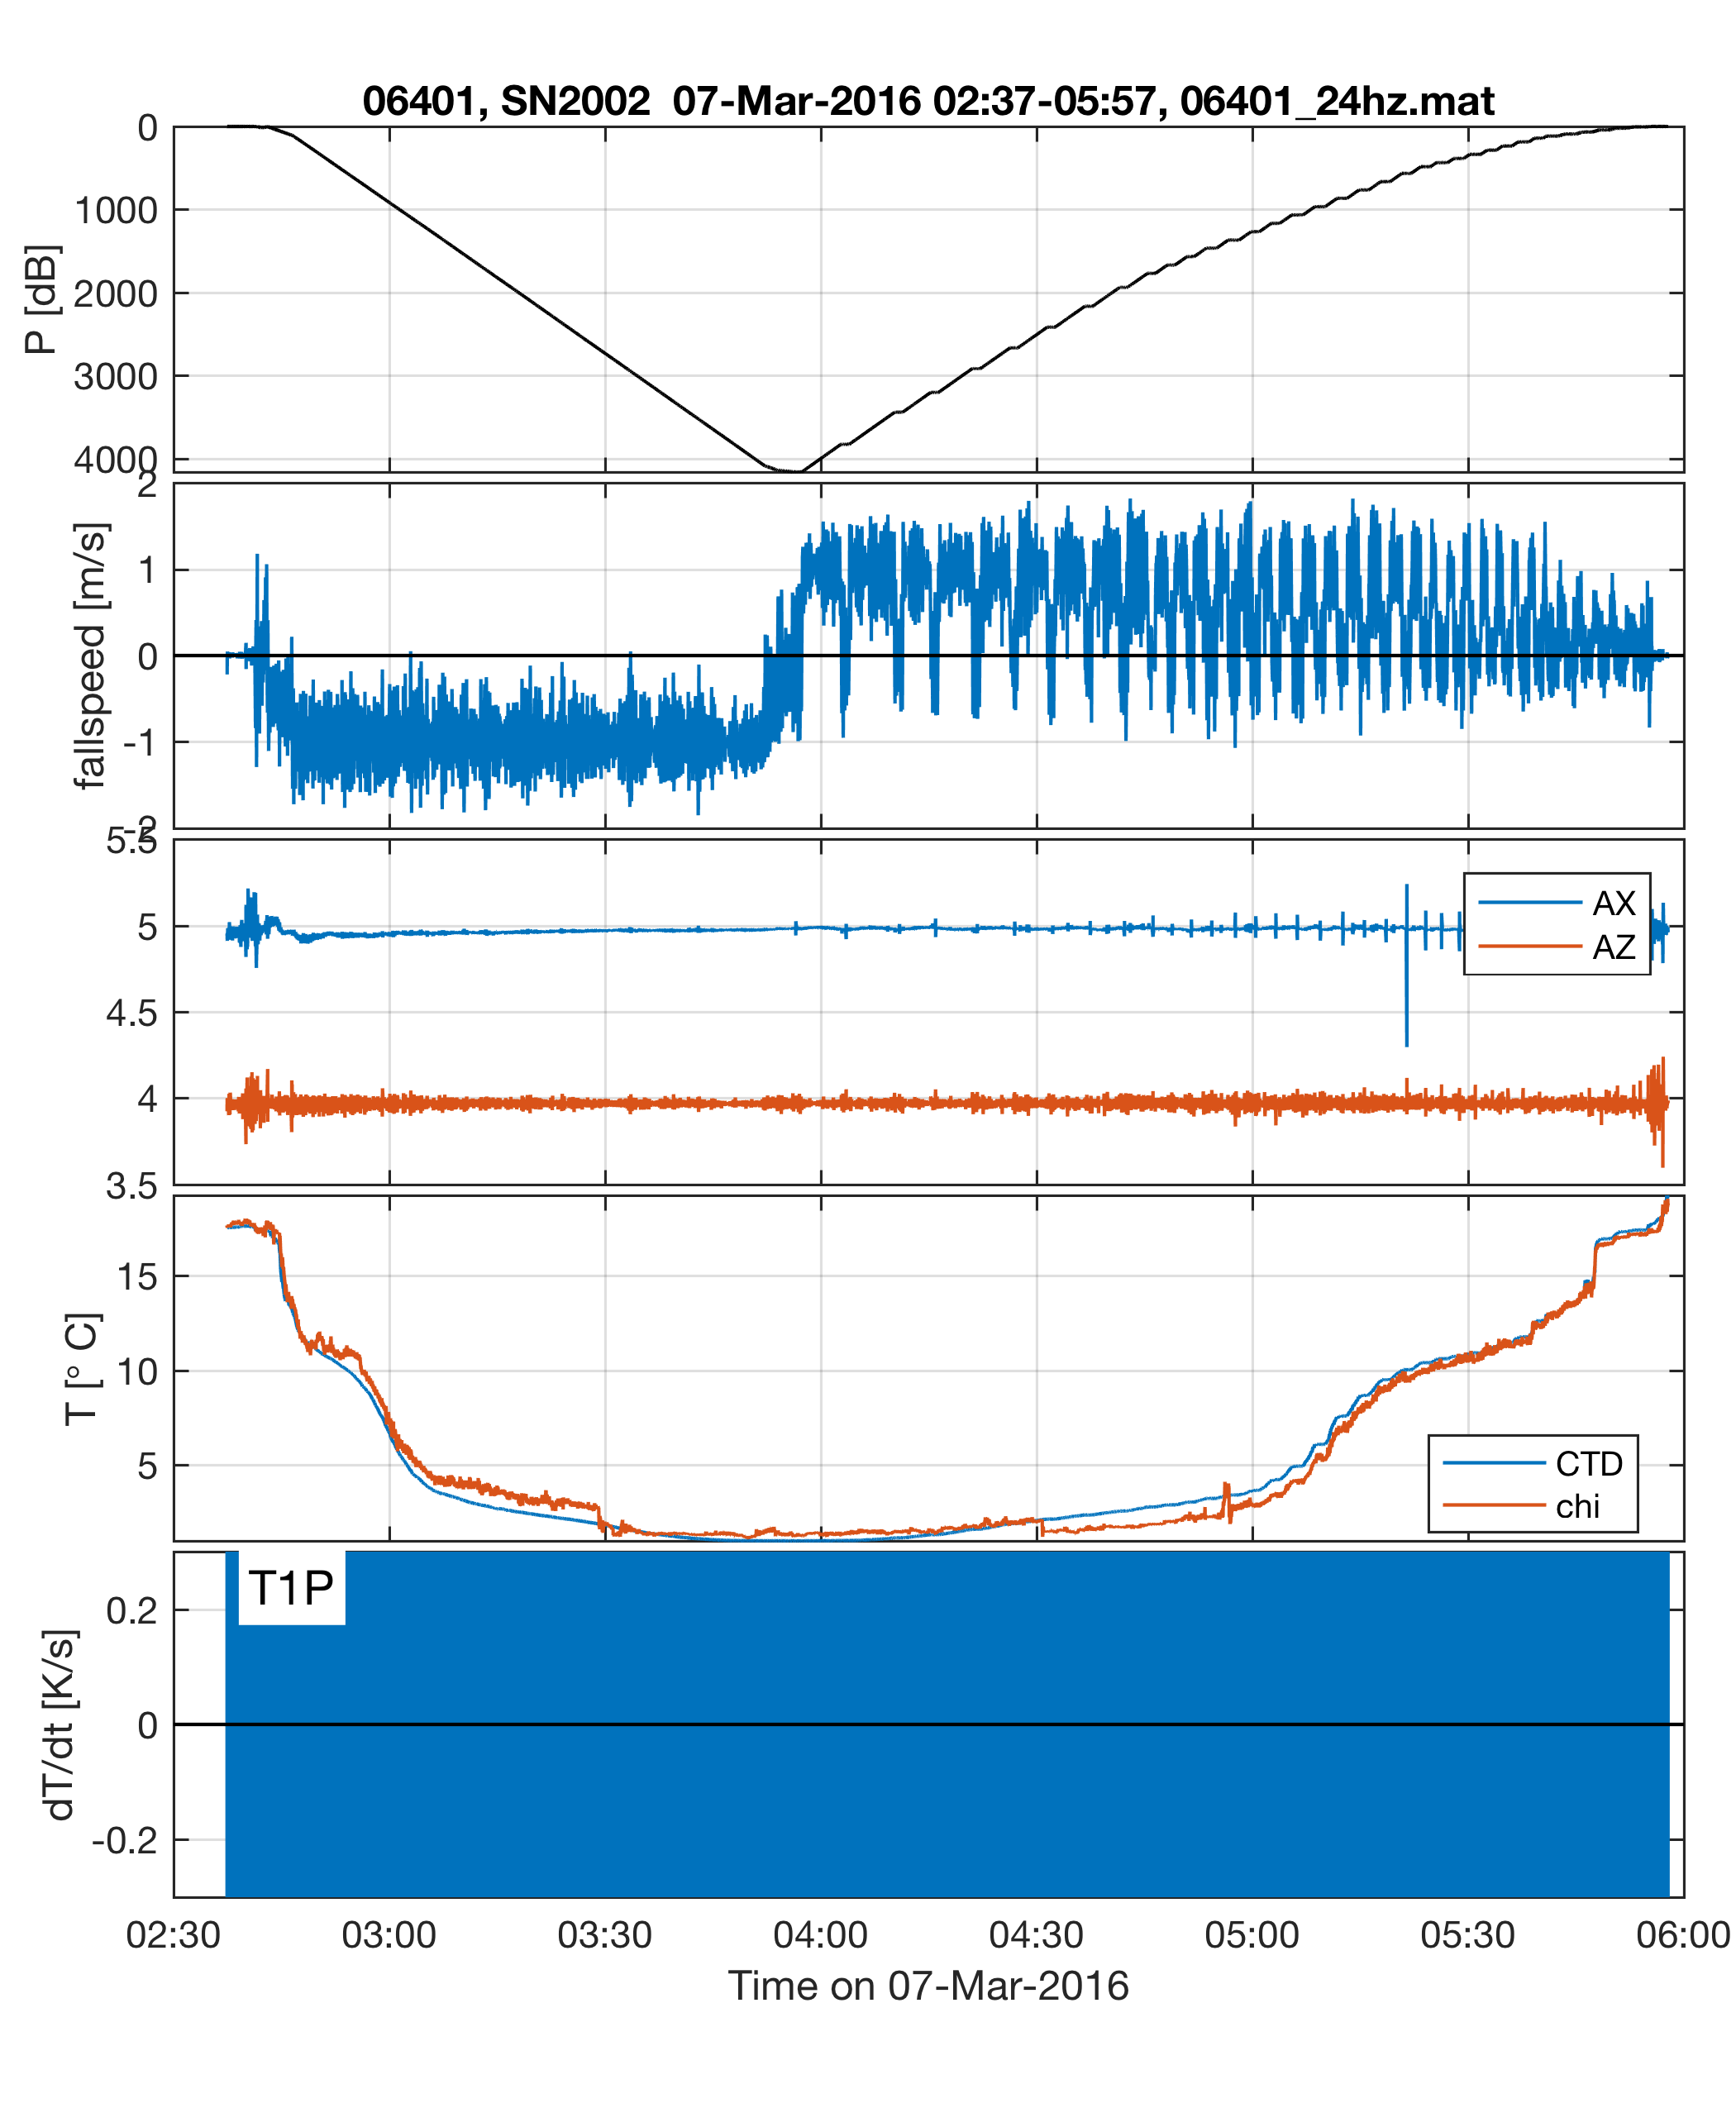 06401, SN2002  07-Mar-2016 02:37-05:57, 06401_24hz.mat
0
1000
2000
3000
4000
P [dB]
2
1
0
-1
-2
fallspeed [m/s]
5.5
5
4.5
4
3.5
AX
AZ
15
10
5
T [° C]
CTD
chi
T1P
0.2
0
-0.2
dT/dt [K/s]
02:30 03:00 03:30 04:00 04:30 05:00 05:30 06:00
Time on 07-Mar-2016